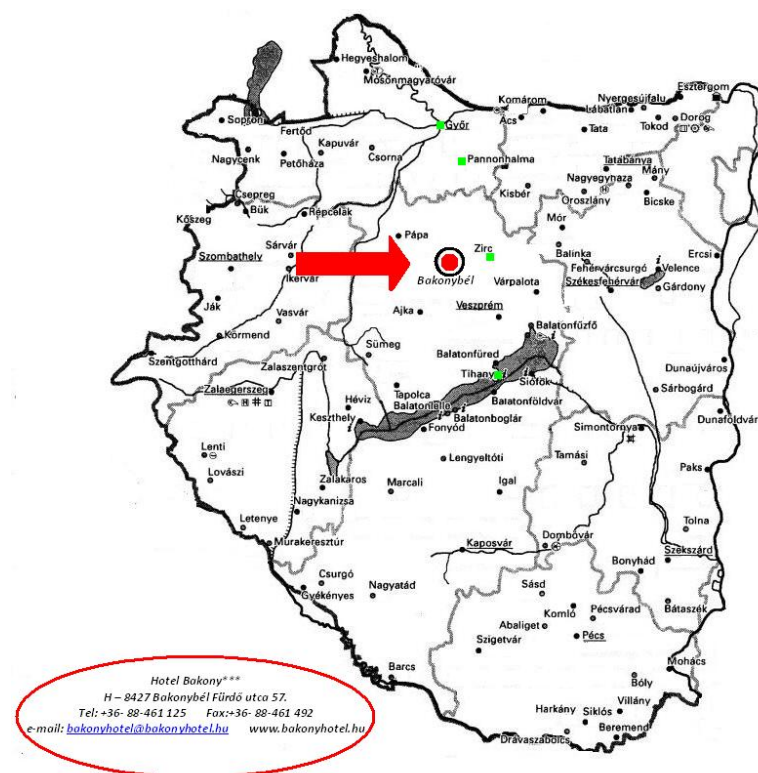 Hegyeshalom
Mosonmagyaróvár
Sopron
Fertőd
Győr
Komárom
Ács
Lábatlan
Nyergesújfalu
Esztergom
Tokod
Dorog
Nagycenk
Petőháza
Kapuvár
Csorna
Pannonhalma
Tata
Tatabánya
Nagyegyháza
Mány
Bicske
Oroszlány
Kisbér
Csepreg
Bük
Kőszeg
Répcelak
Pápa
Zirc
Mór
Balinka
Ercsi
Szombathely
Sárvár
Ikervár
Bakonybél
Fehérvárcsurgó
Velence
Székesfehérvár
Gárdony
Várpalota
Ják
Vasvár
Ajka
Veszprém
Körmend
Balatonfűzfő
Szentgotthárd
Zalaszentgrót
Sümeg
Balatonfüred
Tihany
Siófok
Dunaújváros
Zalaegerszeg
Tapolca
Sárbogárd
Hévíz
Balatonlelle
Balatonföldvár
Keszthely
Balatonboglár
Fonyód
Simontornya
Dunaföldvár
Lenti
Lovászi
Zalakaros
Lengyeltóti
Tamási
Paks
Marcali
Igal
Nagykanizsa
Letenye
Tolna
Murakeresztúr
Kaposvár
Dombóvár
Szekszárd
Bonyhád
Csurgó
Gyékényes
Nagyatád
Sásd
Komló
Pécsvárad
Bátaszék
Abaliget
Szigetvár
Pécs
Barcs
Mohács
Bóly
Harkány
Siklós
Villány
Beremend
Drávaszabolcs
Hotel Bakony***
H – 8427 Bakonybél Fürdő utca 57.
Tel: +36- 88-461 125 Fax:+36- 88-461 492
e-mail: bakonyhotel@bakonyhotel.hu www.bakonyhotel.hu